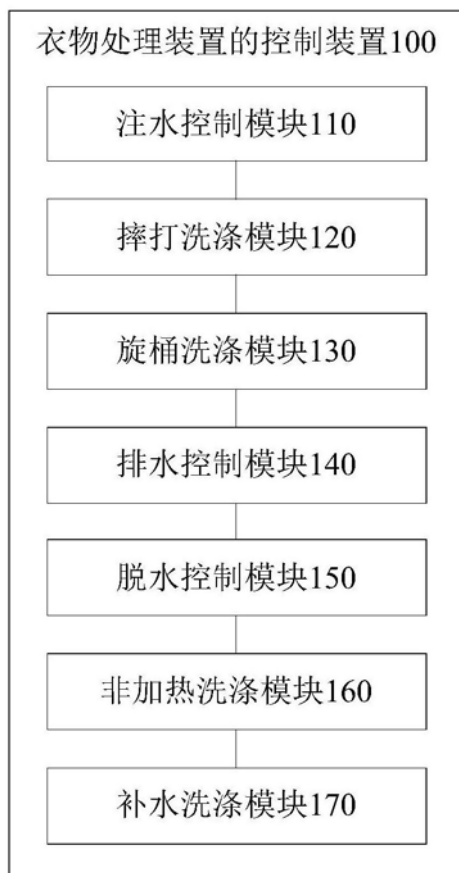 衣物处理装置的控制装置100
注水控制模块110
摔打洗涤模块120
旋桶洗涤模块130
排水控制模块140
脱水控制模块150
非加热洗涤模块160
补水洗涤模块170